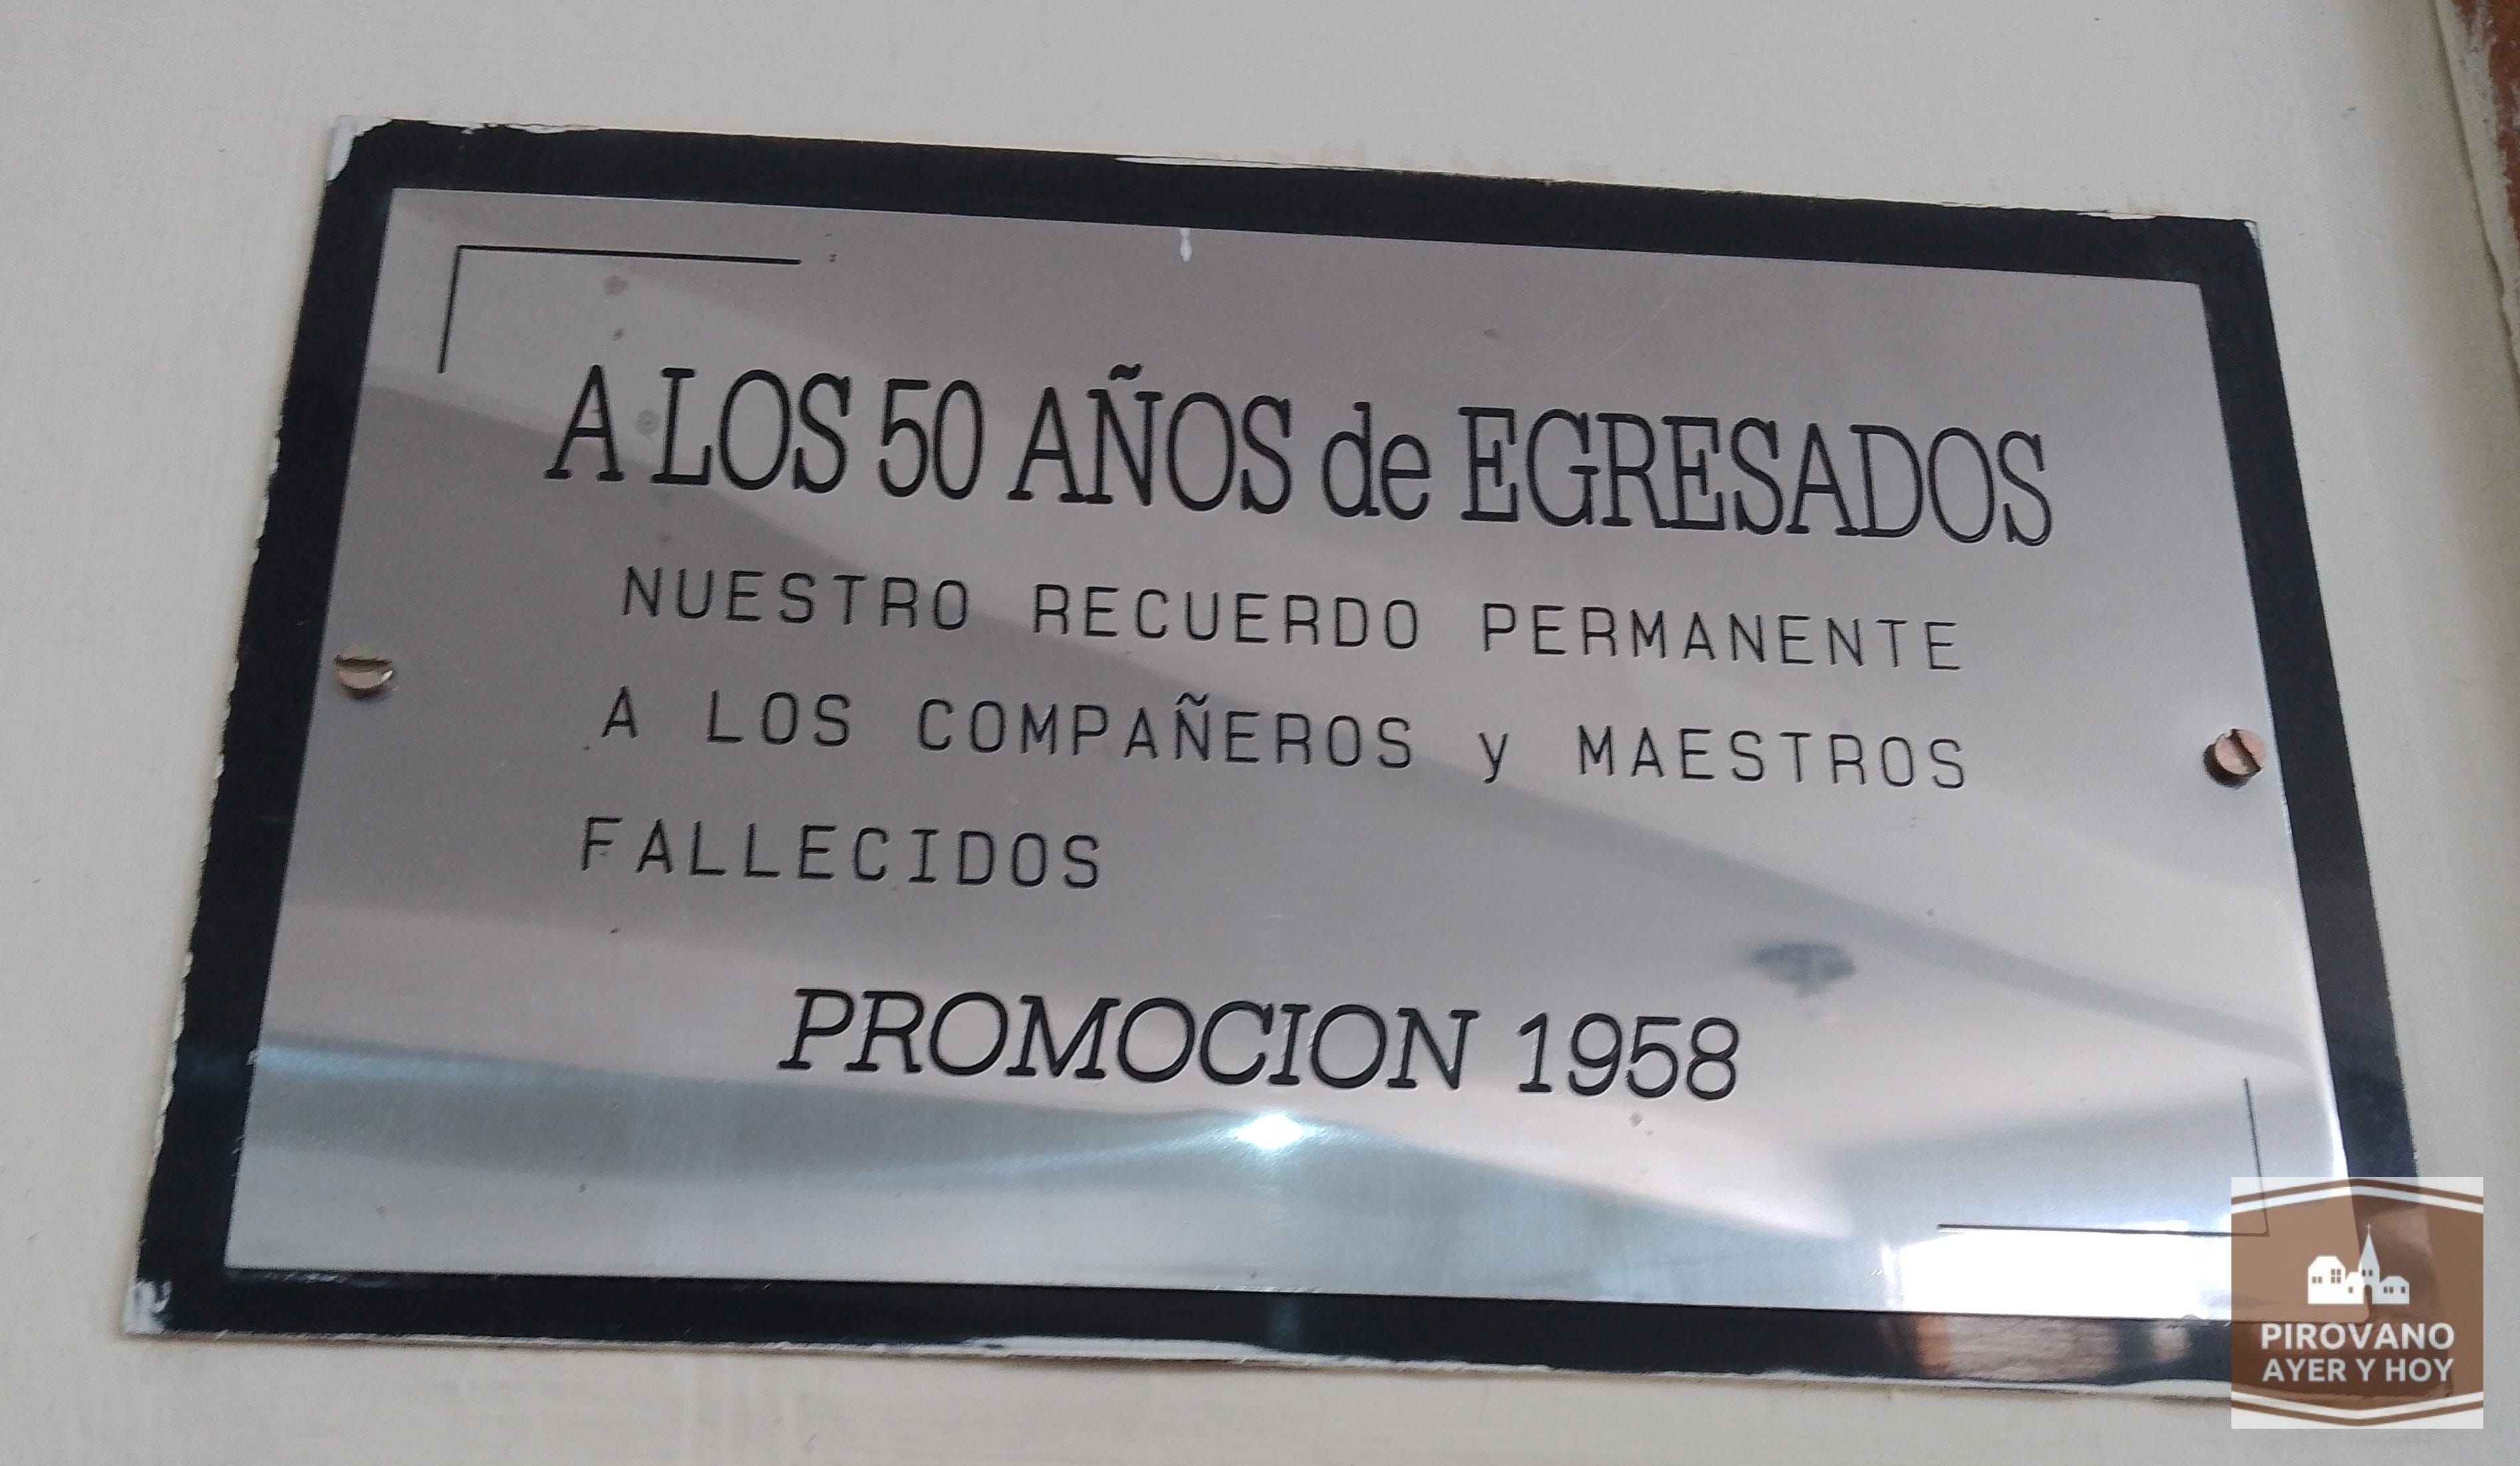 A LOS 50 AÑOS de EGRESADOS
NUESTRO RECUERDO PERMANENTE
A LOS COMPAÑEROS y MAESTROS
FALLECIDOS
PROMOCION 1958
PIROVANO
AYER Y HOY